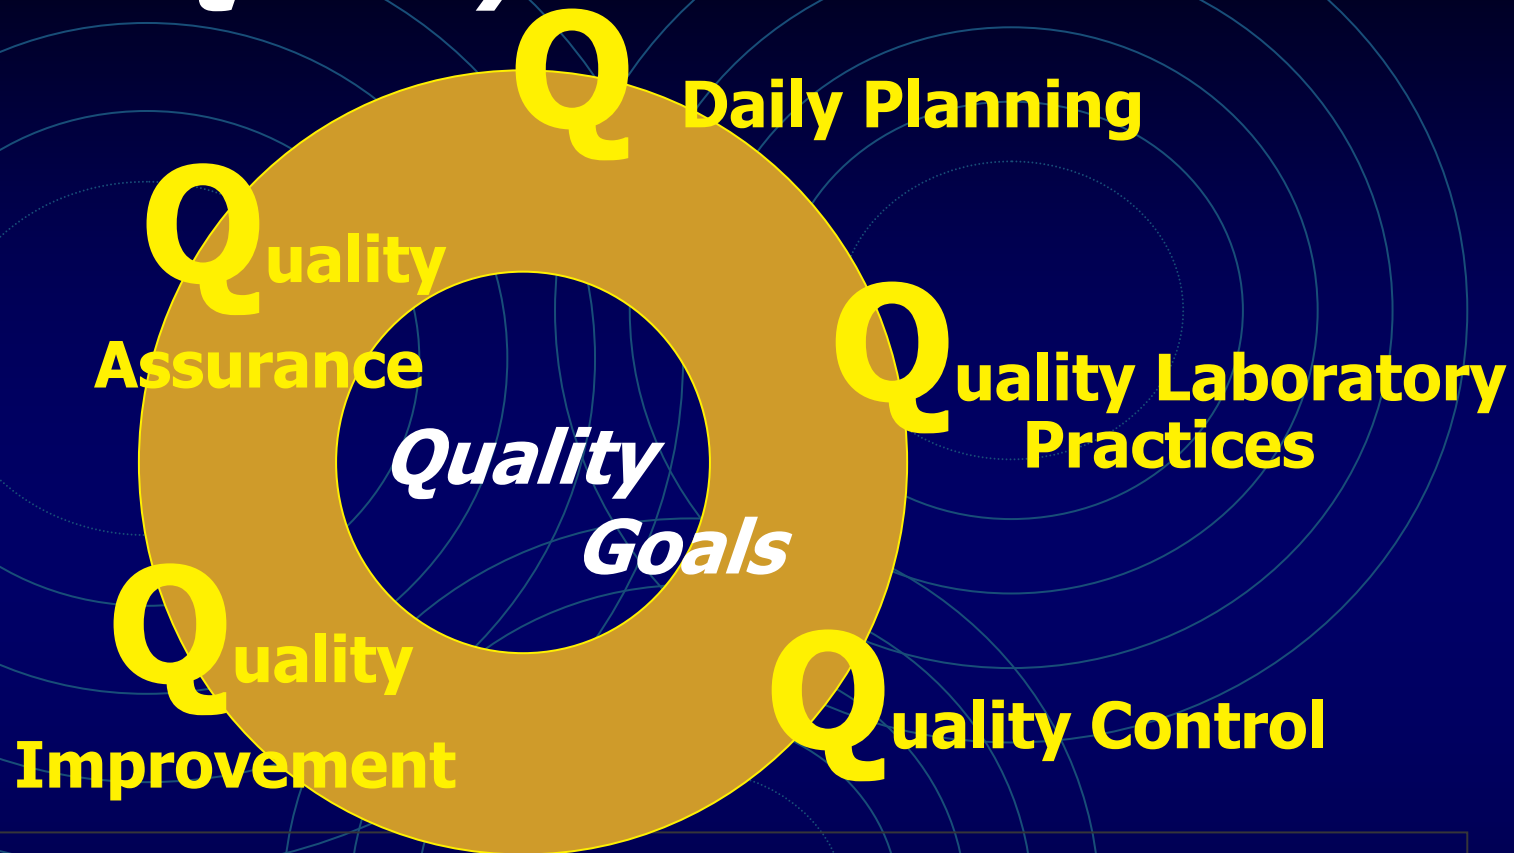 Q Daily Planning
Quality
Assurance
Quality Laboratory
Practices
Quality
Goals
Quality
Improvement
Quality Control